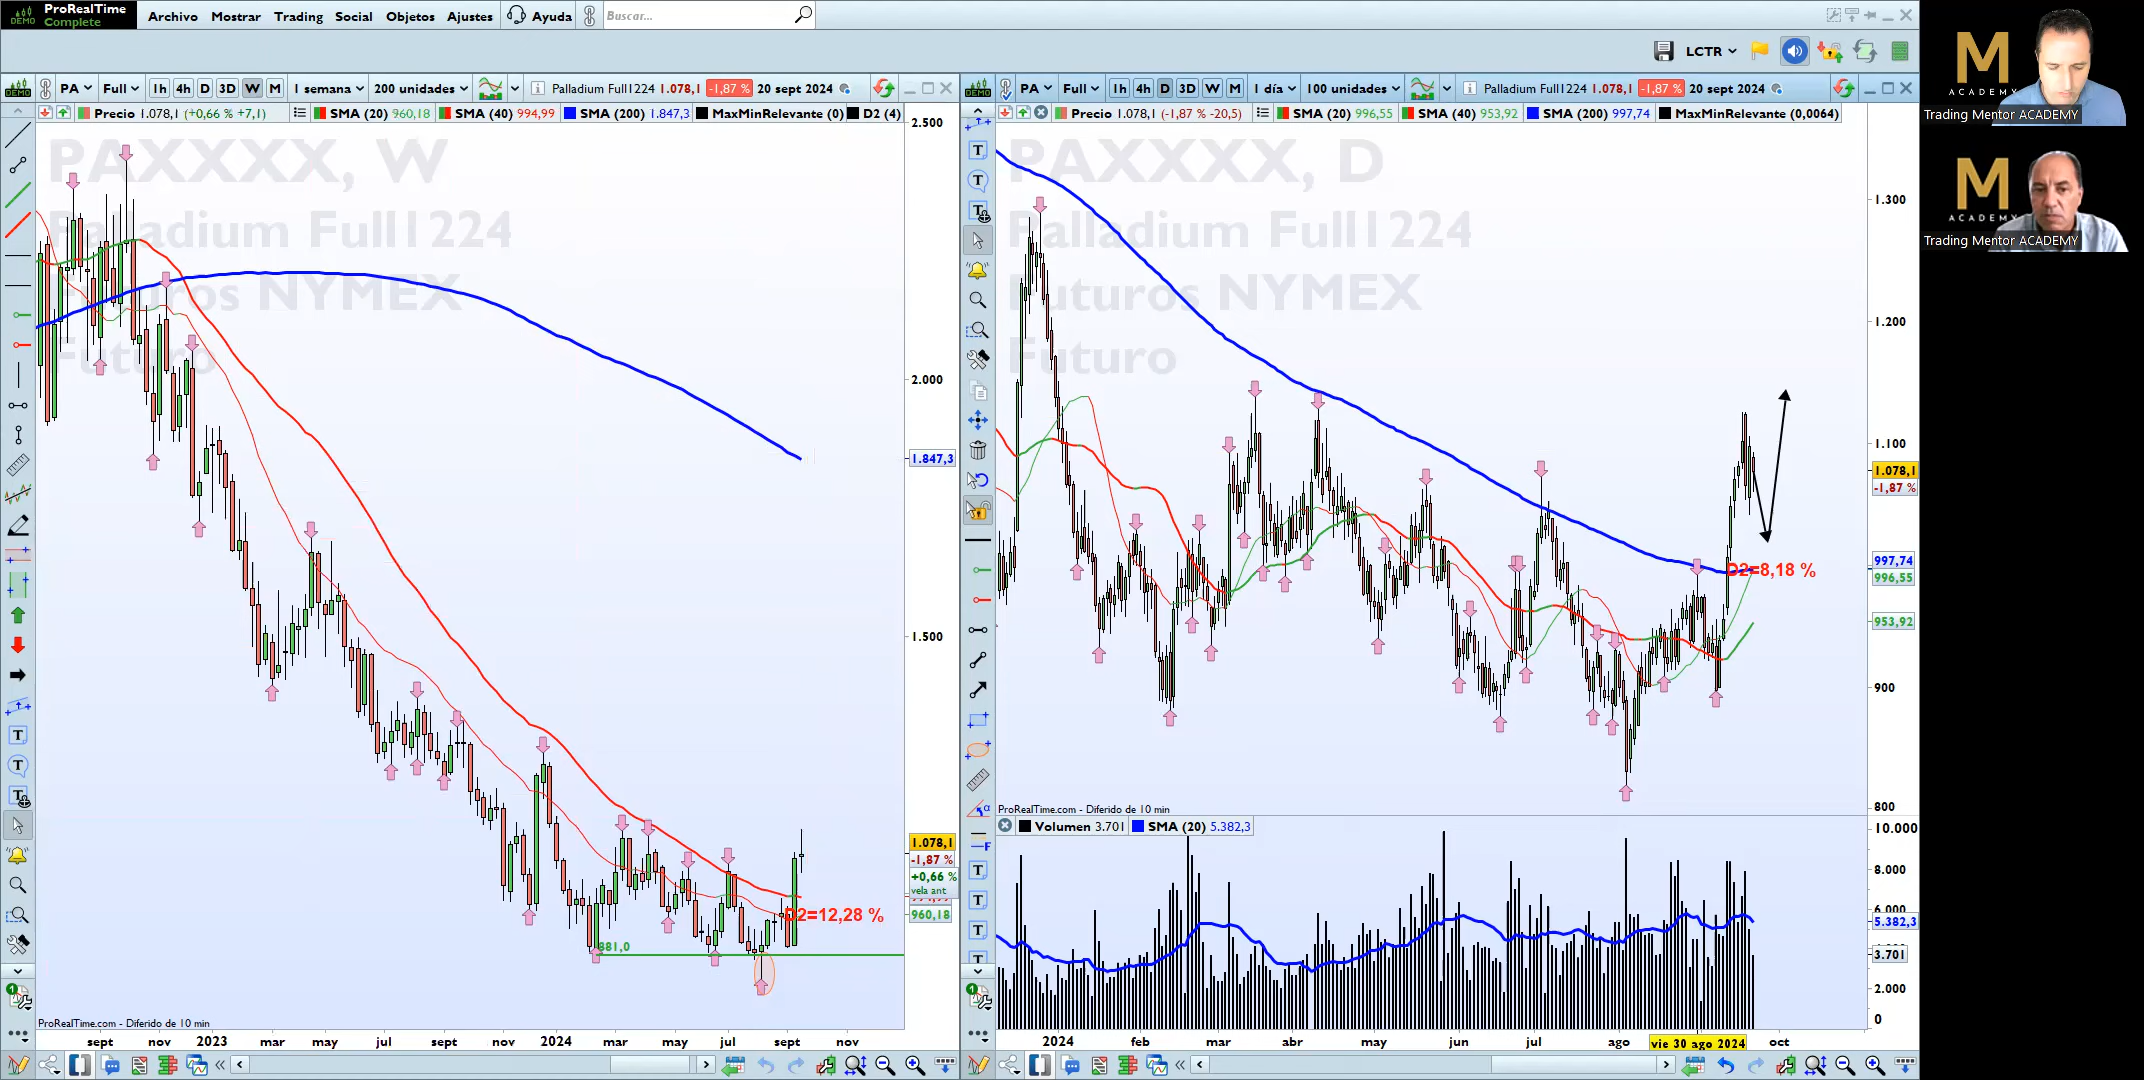 ProRealTime
Complete
DEMO
Archivo Mostrar Trading Social Objetos Ajustes Ayuda Buscar...
LCTR
PA Full 1h 4h D 3D W M 1 semana 200 unidades Palladium Full1224 1.078,1 -1,87 % 20 sept 2024
Precio 1.078,1 (+0,66 % +7,1) SMA (20) 960,18 SMA (40) 994,99 SMA (200) 1.847,3 MaxMinRelevante (0) D2 (4)
PAXXXX, W
Palladium Full1224
Futuros NYMEX
Futuro
2.500
2.000
1.847,3
1.500
1.078,1
-1,87 %
+0,66 %
vela ant
960,18
D2=12,28 %
881,0
ProRealTime.com - Diferido de 10 min
sept nov 2023 mar may jul sept nov 2024 mar may jul sept nov
PA Full 1h 4h D 3D W M 1 día 100 unidades Palladium Full1224 1.078,1 -1,87 % 20 sept 2024
Precio 1.078,1 (-1,87 % -20,5) SMA (20) 996,55 SMA (40) 953,92 SMA (200) 997,74 MaxMinRelevante (0,0064)
PAXXXX, D
Palladium Full1224
Futuros NYMEX
Futuro
1.300
1.200
1.100
1.078,1
-1,87 %
997,74
996,55
953,92
900
800
D2=8,18 %
ProRealTime.com - Diferido de 10 min
Volumen 3.701 SMA (20) 5.382,3
10.000
8.000
6.000
5.382,3
3.701
2.000
0
2024 feb mar abr may jun jul ago vie 30 ago 2024 oct
M
ACADEMY
Trading Mentor ACADEMY
M
ACADEMY
Trading Mentor ACADEMY